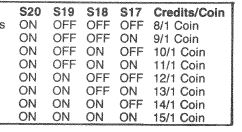 S20 S19 S18 S17 Credits/Coin
s ON OFF OFF OFF 8/1 Coin
ON OFF OFF ON 9/1 Coin
ON OFF ON OFF 10/1 Coin
ON OFF ON ON 11/1 Coin
ON ON OFF OFF 12/1 Coin
ON ON OFF ON 13/1 Coin
ON ON ON OFF 14/1 Coin
ON ON ON ON 15/1 Coin